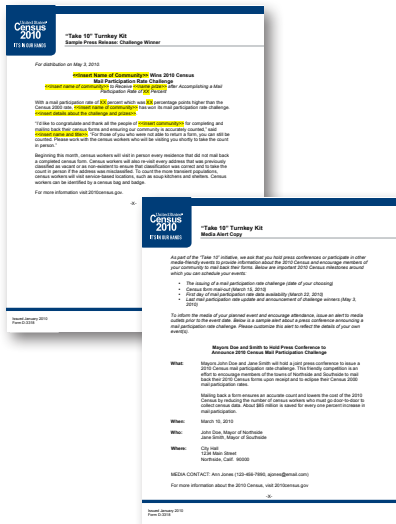 United States®
Census
2010
IT'S IN OUR HANDS
"Take 10" Turnkey Kit
Sample Press Release: Challenge Winner
For distribution on May 3, 2010.
<<Insert Name of Community>> Wins 2010 Census
Mail Participation Rate Challenge
<<Insert name of community>> to Receive <<name prize>> after Accomplishing a Mail
Participation Rate of XX Percent
With a mail participation rate of XX percent which was XX percentage points higher than the
Census 2000 rate, <<insert name of community>> has won its mail participation rate challenge.
<<Insert details about the challenge and prizes>>
"I'd like to congratulate and thank all the people of <<insert community>> for completing and
mailing back their census forms and ensuring our community is accurately counted," said
<<insert name and title>>. "For those of you who were not able to return a form, you can still be
counted. Please work with the census workers who will be visiting you shortly to take the count
in person."
Beginning this month, census workers will visit in person every residence that did not mail back
a completed census form. Census workers will also re-visit every address that was previously
classified as vacant or as non-existent to ensure that classification was correct and to take the
count in person if the address was misclassified. To count the more transient populations,
census workers will visit service-based locations, such as soup kitchens and shelters. Census
workers can be identified by a census bag and badge.
For more information visit 2010census.gov.
-X-
Issued January 2010
Form D-3216
United States®
Census
2010
IT'S IN OUR HANDS
"Take 10" Turnkey Kit
Media Alert Copy
As part of the "Take 10" initiative, we ask that you hold press conferences or participate in other
media-friendly events to provide information about the 2010 Census and encourage members of
your community to mail back their forms. Below are important 2010 Census milestones around
which you can schedule your events:
• The issuing of a mail participation rate challenge (date of your choosing)
• Census form mail-out (March 15, 2010)
• First day of mail participation rate data availability (March 22, 2010)
• Last mail participation rate update and announcement of challenge winners (May 3,
2010)
To inform the media of your planned event and encourage attendance, issue an alert to media
outlets prior to the event date. Below is a sample alert about a press conference announcing a
mail participation rate challenge. Please customize this alert to reflect the details of your own
event(s).
Mayors Doe and Smith to Hold Press Conference to
Announce 2010 Census Mail Participation Challenge
What: Mayors John Doe and Jane Smith will hold a joint press conference to issue a
2010 Census mail participation rate challenge. This friendly competition is an
effort to encourage members of the towns of Northside and Southside to mail
back their 2010 Census forms upon receipt and to eclipse their Census 2000
mail participation rates.
Mailing back a form ensures an accurate count and lowers the cost of the 2010
Census by reducing the number of census workers who must go door-to-door to
collect census data. About $85 million is saved for every one percent increase in
mail participation.
When: March 10, 2010
Who: John Doe, Mayor of Northside
Jane Smith, Mayor of Southside
Where: City Hall
1234 Main Street
Northside, Calif. 90000
MEDIA CONTACT: Ann Jones (123-456-7890, ajones@email.com)
For more information about the 2010 Census, visit 2010census.gov
-X-
Issued January 2010
Form D-3216